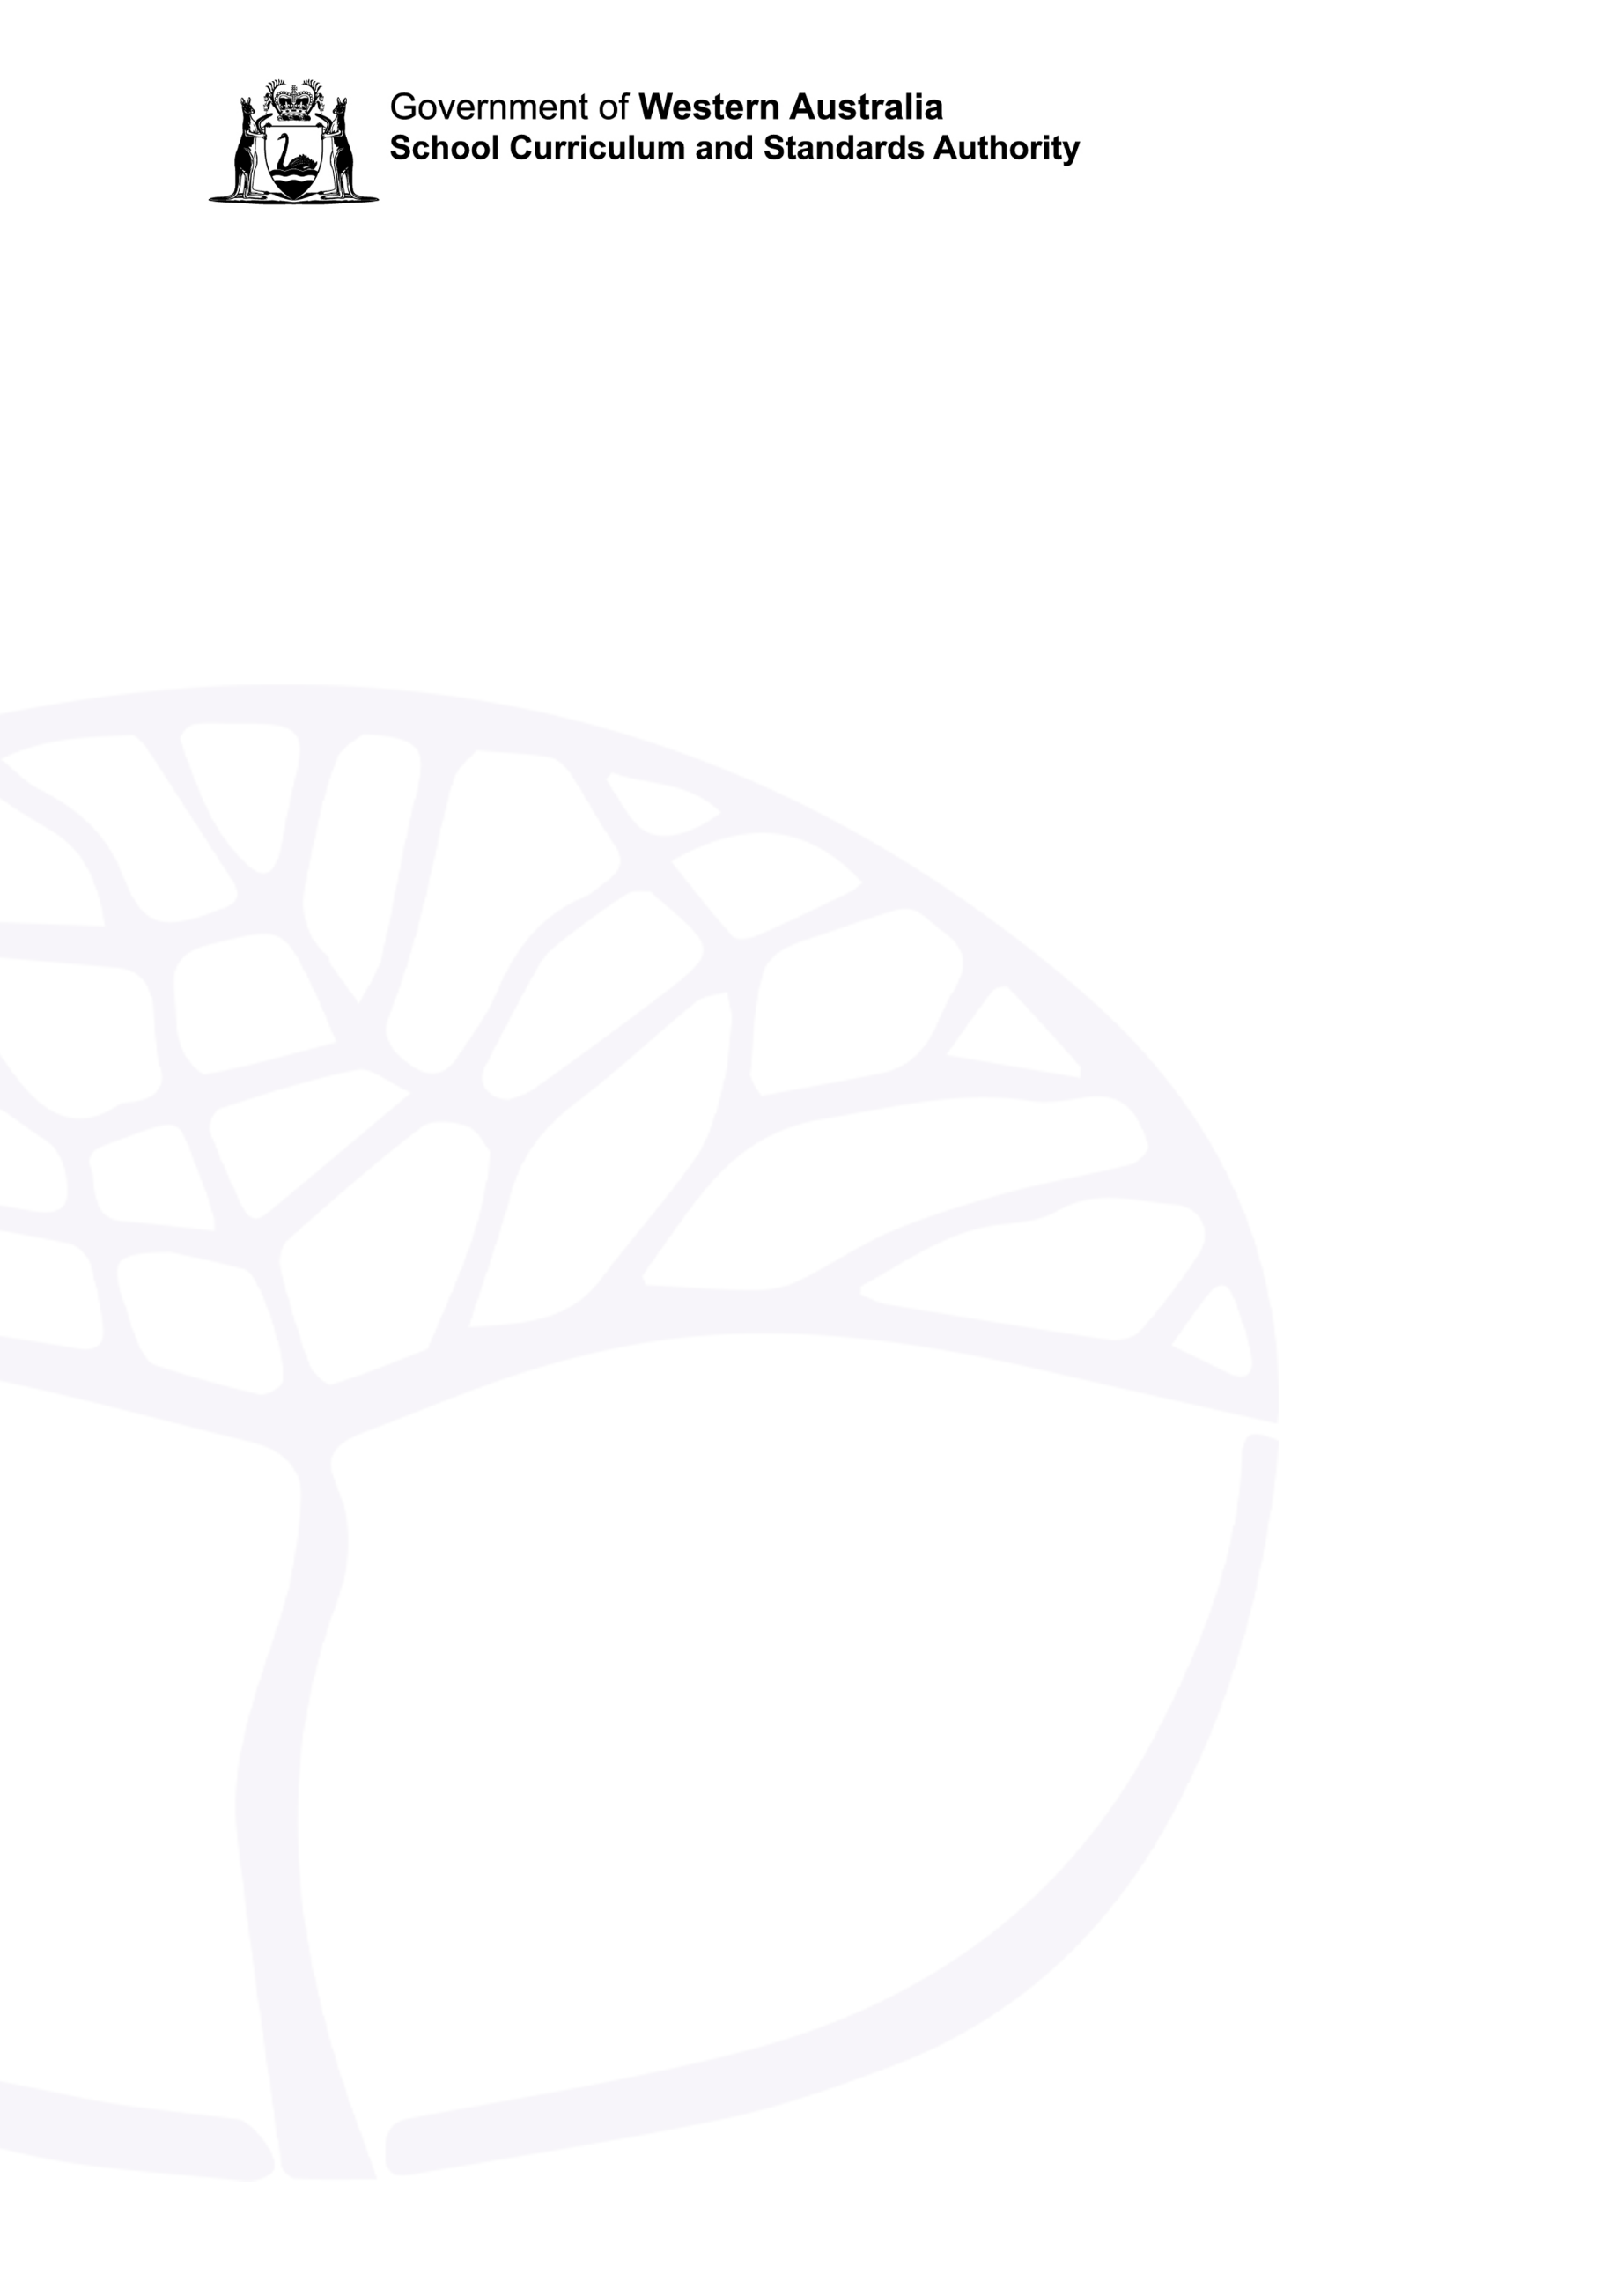 Government of Western Australia
School Curriculum and Standards Authority